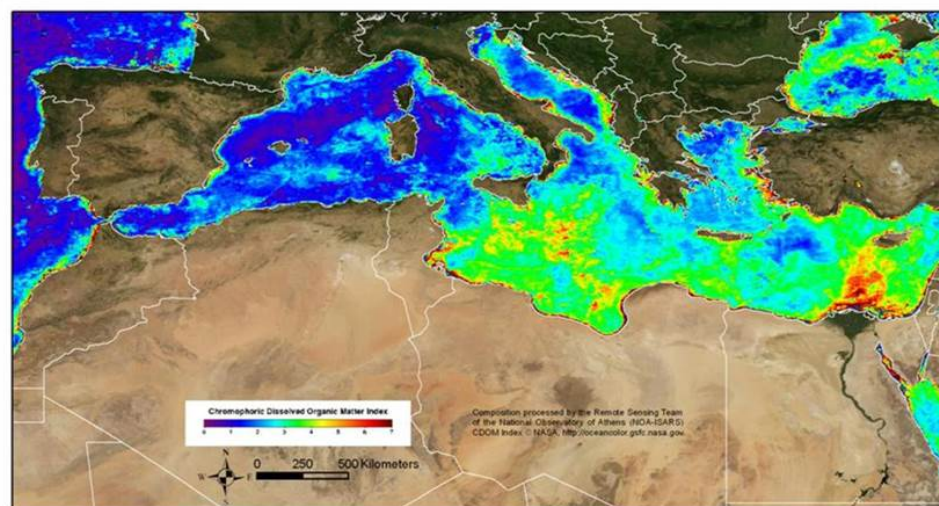 Chromophoric Dissolved Organic Matter Index
0 1 2 3 4 5 6 7
N
W E
S
0 250 500 Kilometers
Composition processed by the Remote Sensing Team
of the National Observatory of Athens (NOA-ISARS)
CDOM Index © NASA, http://oceancolor.gsfc.nasa.gov